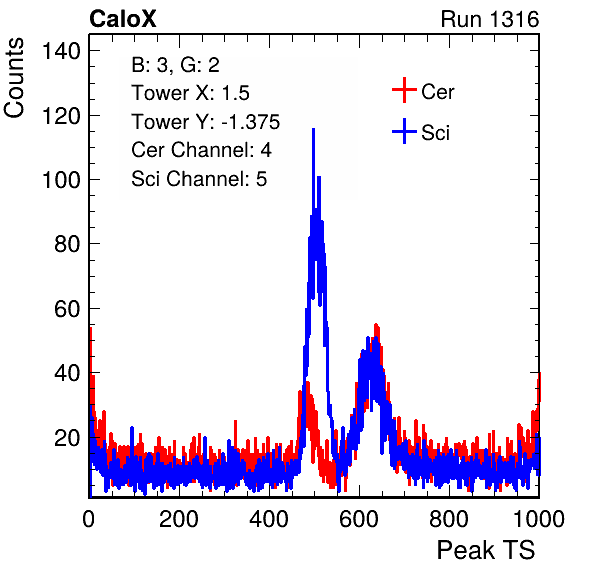 CaloX Run 1316
Counts
140
120
100
80
60
40
20
B: 3, G: 2
Tower X: 1.5
Tower Y: -1.375
Cer Channel: 4
Sci Channel: 5
Cer
Sci
0 200 400 600 800 1000
Peak TS